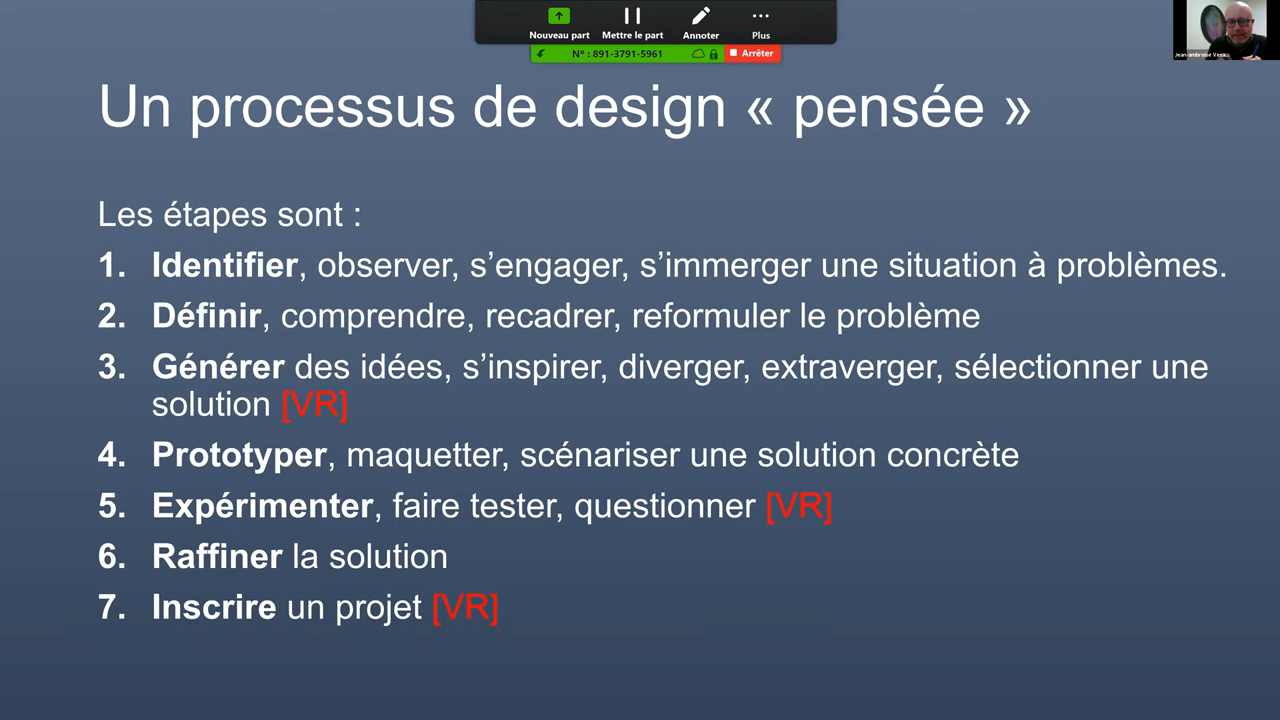 Nouveau part
Mettre le part
Annoter
Plus
N° : 891-3791-5961
Arrêter
Un processus de design « pensée »
Les étapes sont :
1. Identifier, observer, s’engager, s’immerger une situation à problèmes.
2. Définir, comprendre, recadrer, reformuler le problème
3. Générer des idées, s’inspirer, diverger, extraverger, sélectionner une
solution [VR]
4. Prototyper, maquetter, scénariser une solution concrète
5. Expérimenter, faire tester, questionner [VR]
6. Raffiner la solution
7. Inscrire un projet [VR]